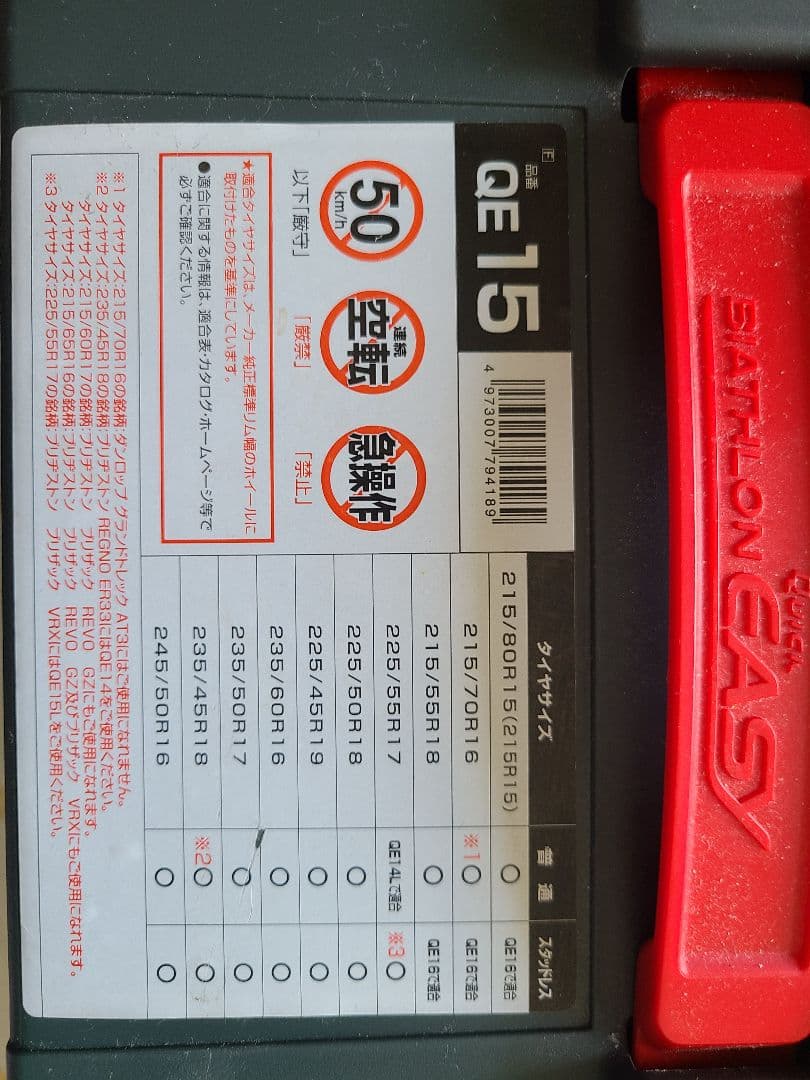 BIATHLON QUICK EASY
F 品番
QE15
4 973007 794189
50
km/h
以下「厳守」
連続
空転
「厳禁」
急操作
「禁止」
★適合タイヤサイズは、メーカー純正標準リム幅のホイールに
取付けたものを基準にしています。
●適合に関する情報は、適合表・カタログ・ホームページ等で
必ずご確認ください。
タイヤサイズ 普通 スタッドレス
215/80R15(215R15) ○ QE16で適合
215/70R16 ※1○ QE16で適合
215/55R18 ○ QE16で適合
225/55R17 QE14Lで適合 ※3○
225/50R18 ○ ○
225/45R19 ○ ○
235/60R16 ○ ○
235/50R17 ○ ○
235/45R18 ※2○ ○
245/50R16 ○ ○
※1 タイヤサイズ:215/70R16の銘柄:ダンロップ グランドトレック AT3にはご使用になれません。
※2 タイヤサイズ:235/45R18の銘柄:ブリヂストン REGNO ER33にはQE14をご使用ください。
タイヤサイズ:215/60R17の銘柄:ブリヂストン ブリザック REVO GZにもご使用になれます。
タイヤサイズ:215/65R16の銘柄:ブリヂストン ブリザック REVO GZ及びブリザック VRXにもご使用になれます。
※3 タイヤサイズ:225/55R17の銘柄:ブリヂストン ブリザック VRXにはQE15Lをご使用ください。